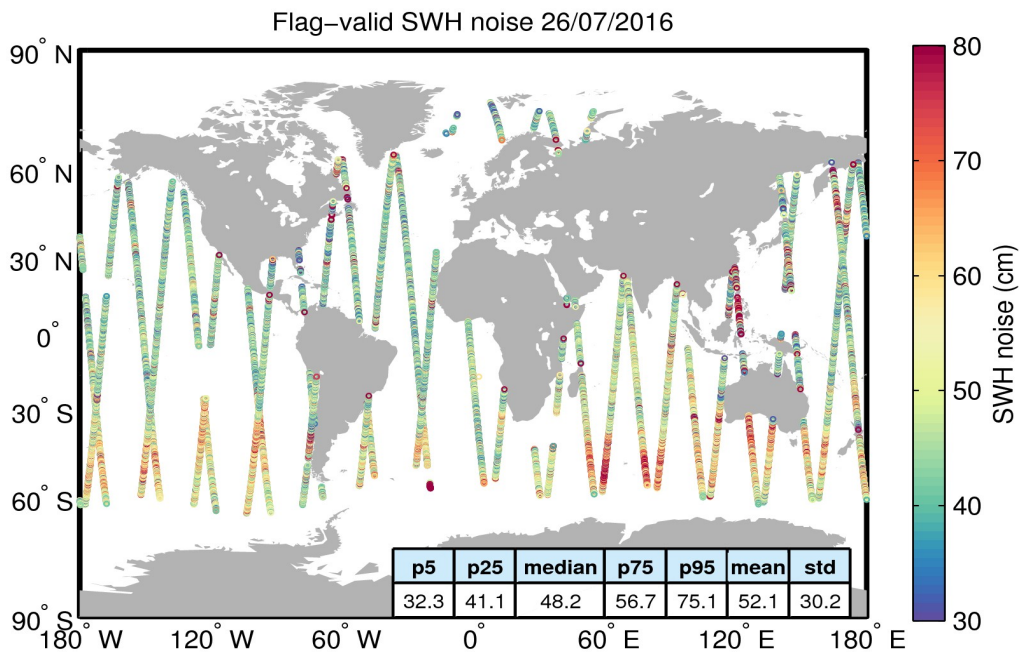 Flag−valid SWH noise 26/07/2016
90° N
60° N
30° N
0°
30° S
60° S
90° S
180° W
120° W
60° W
0°
60° E
120° E
180° E
p5 p25 median p75 p95 mean std
32.3 41.1 48.2 56.7 75.1 52.1 30.2
80
70
60
50
40
30
SWH noise (cm)